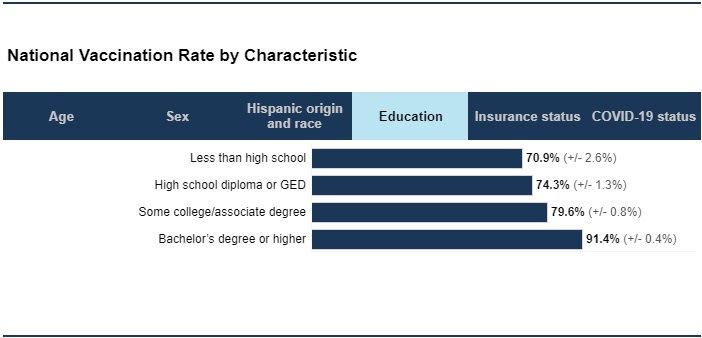 National Vaccination Rate by Characteristic
Age Sex Hispanic origin and race Education Insurance status COVID-19 status
Less than high school 70.9% (+/- 2.6%)
High school diploma or GED 74.3% (+/- 1.3%)
Some college/associate degree 79.6% (+/- 0.8%)
Bachelor’s degree or higher 91.4% (+/- 0.4%)